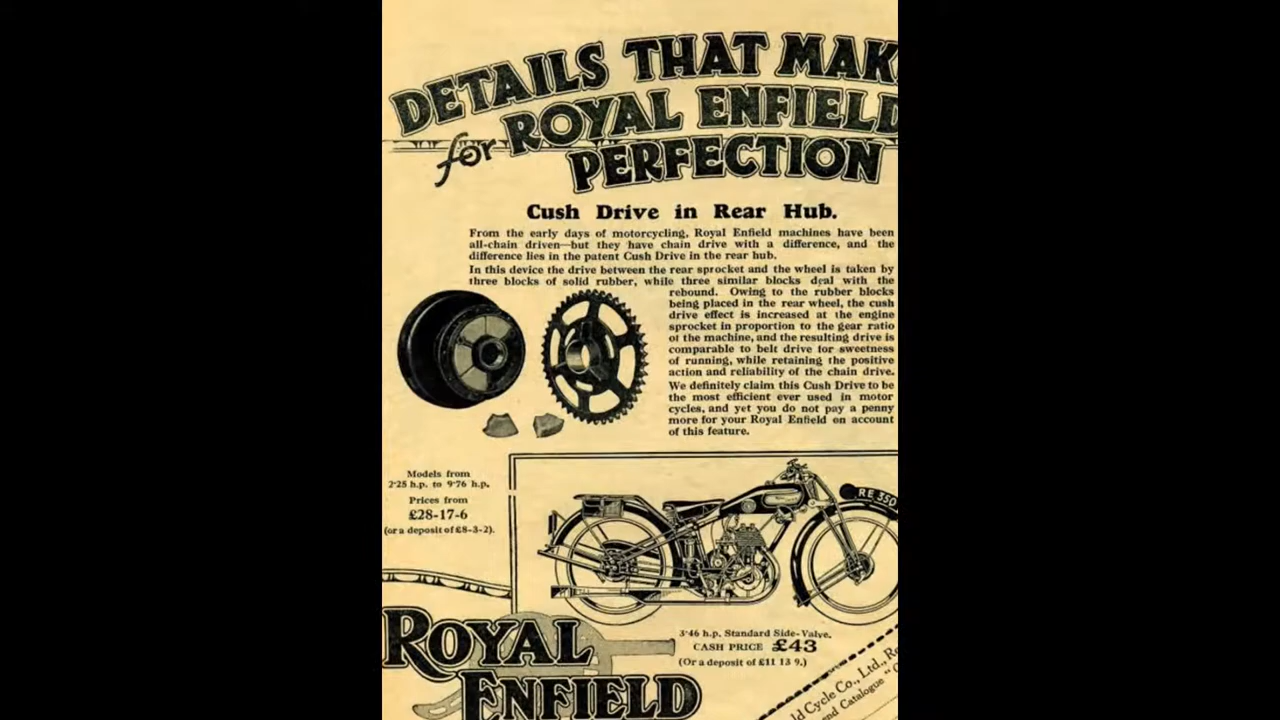 DETAILS THAT MAK
for ROYAL ENFIELD
PERFECTION
Cush Drive in Rear Hub.
From the early days of motorcycling, Royal Enfield machines have been
all-chain driven—but they have chain drive with a difference, and the
difference lies in the patent Cush Drive in the rear hub.
In this device the drive between the rear sprocket and the wheel is taken by
three blocks of solid rubber, while three similar blocks deal with the
rebound. Owing to the rubber blocks
being placed in the rear wheel, the cush
drive effect is increased at the engine
sprocket in proportion to the gear ratio
of the machine, and the resulting drive is
comparable to belt drive for sweetness
of running, while retaining the positive
action and reliability of the chain drive.
We definitely claim this Cush Drive to be
the most efficient ever used in motor
cycles, and yet you do not pay a penny
more for your Royal Enfield on account
of this feature.
Models from
2·25 h.p. to 9·76 h.p.
Prices from
£28-17-6
(or a deposit of £8-3-2).
RE 350
ROYAL
ENFIELD
3·46 h.p. Standard Side-Valve.
CASH PRICE £43
(Or a deposit of £11 13 9.)
ld Cycle Co., Ltd., Re
end Catalogue "